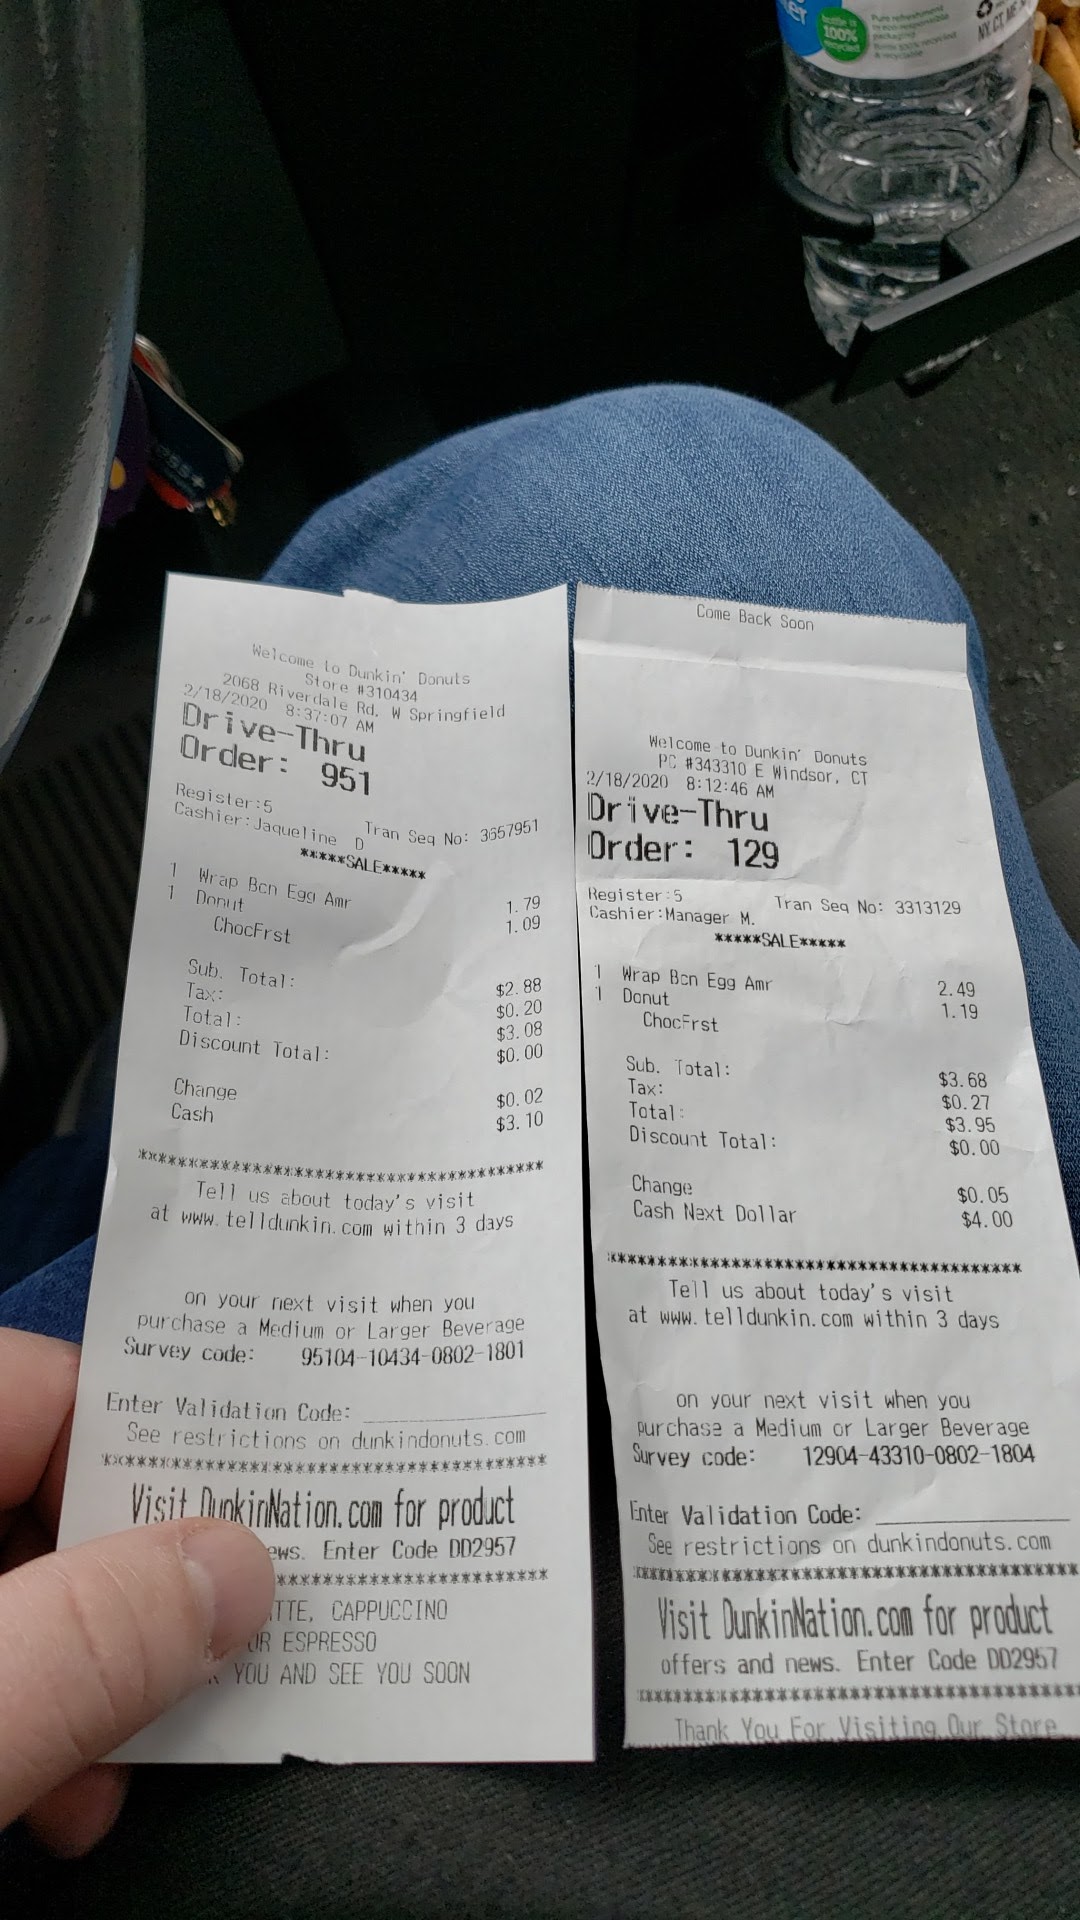 bottle is
100%
recycled
Pure refreshment
packaging
& recyclable
NY, CT, ME
Welcome to Dunkin' Donuts
Store #310434
2068 Riverdale Rd. W Springfield
2/18/2020 8:37:07 AM
Drive-Thru
Order: 951
Register:5 Tran Seq No: 3657951
Cashier:Jaqueline D
*****SALE*****
1 Wrap Bcn Egg Amr 1.79
1 Donut 1.09
ChocFrst
Sub. Total: $2.88
Tax: $0.20
Total: $3.08
Discount Total: $0.00
Change $0.02
Cash $3.10
Tell us about today's visit
at www.telldunkin.com within 3 days
on your next visit when you
purchase a Medium or Larger Beverage
Survey code: 95104-10434-0802-1801
Enter Validation Code:
See restrictions on dunkindonuts.com
Visit DunkinNation.com for product
ews. Enter Code DD2957
TTE, CAPPUCCINO
OR ESPRESSO
YOU AND SEE YOU SOON
Come Back Soon
Welcome to Dunkin' Donuts
PC #343310 E Windsor, CT
2/18/2020 8:12:46 AM
Drive-Thru
Order: 129
Register:5 Tran Seq No: 3313129
Cashier:Manager M.
*****SALE*****
1 Wrap Bcn Egg Amr 2.49
1 Donut 1.19
ChocFrst
Sub. Total: $3.68
Tax: $0.27
Total: $3.95
Discount Total: $0.00
Change $0.05
Cash Next Dollar $4.00
Tell us about today's visit
at www.telldunkin.com within 3 days
on your next visit when you
purchase a Medium or Larger Beverage
Survey code: 12904-43310-0802-1804
Enter Validation Code:
See restrictions on dunkindonuts.com
Visit DunkinNation.com for product
offers and news. Enter Code DD2957
Thank You For Visiting Our Store